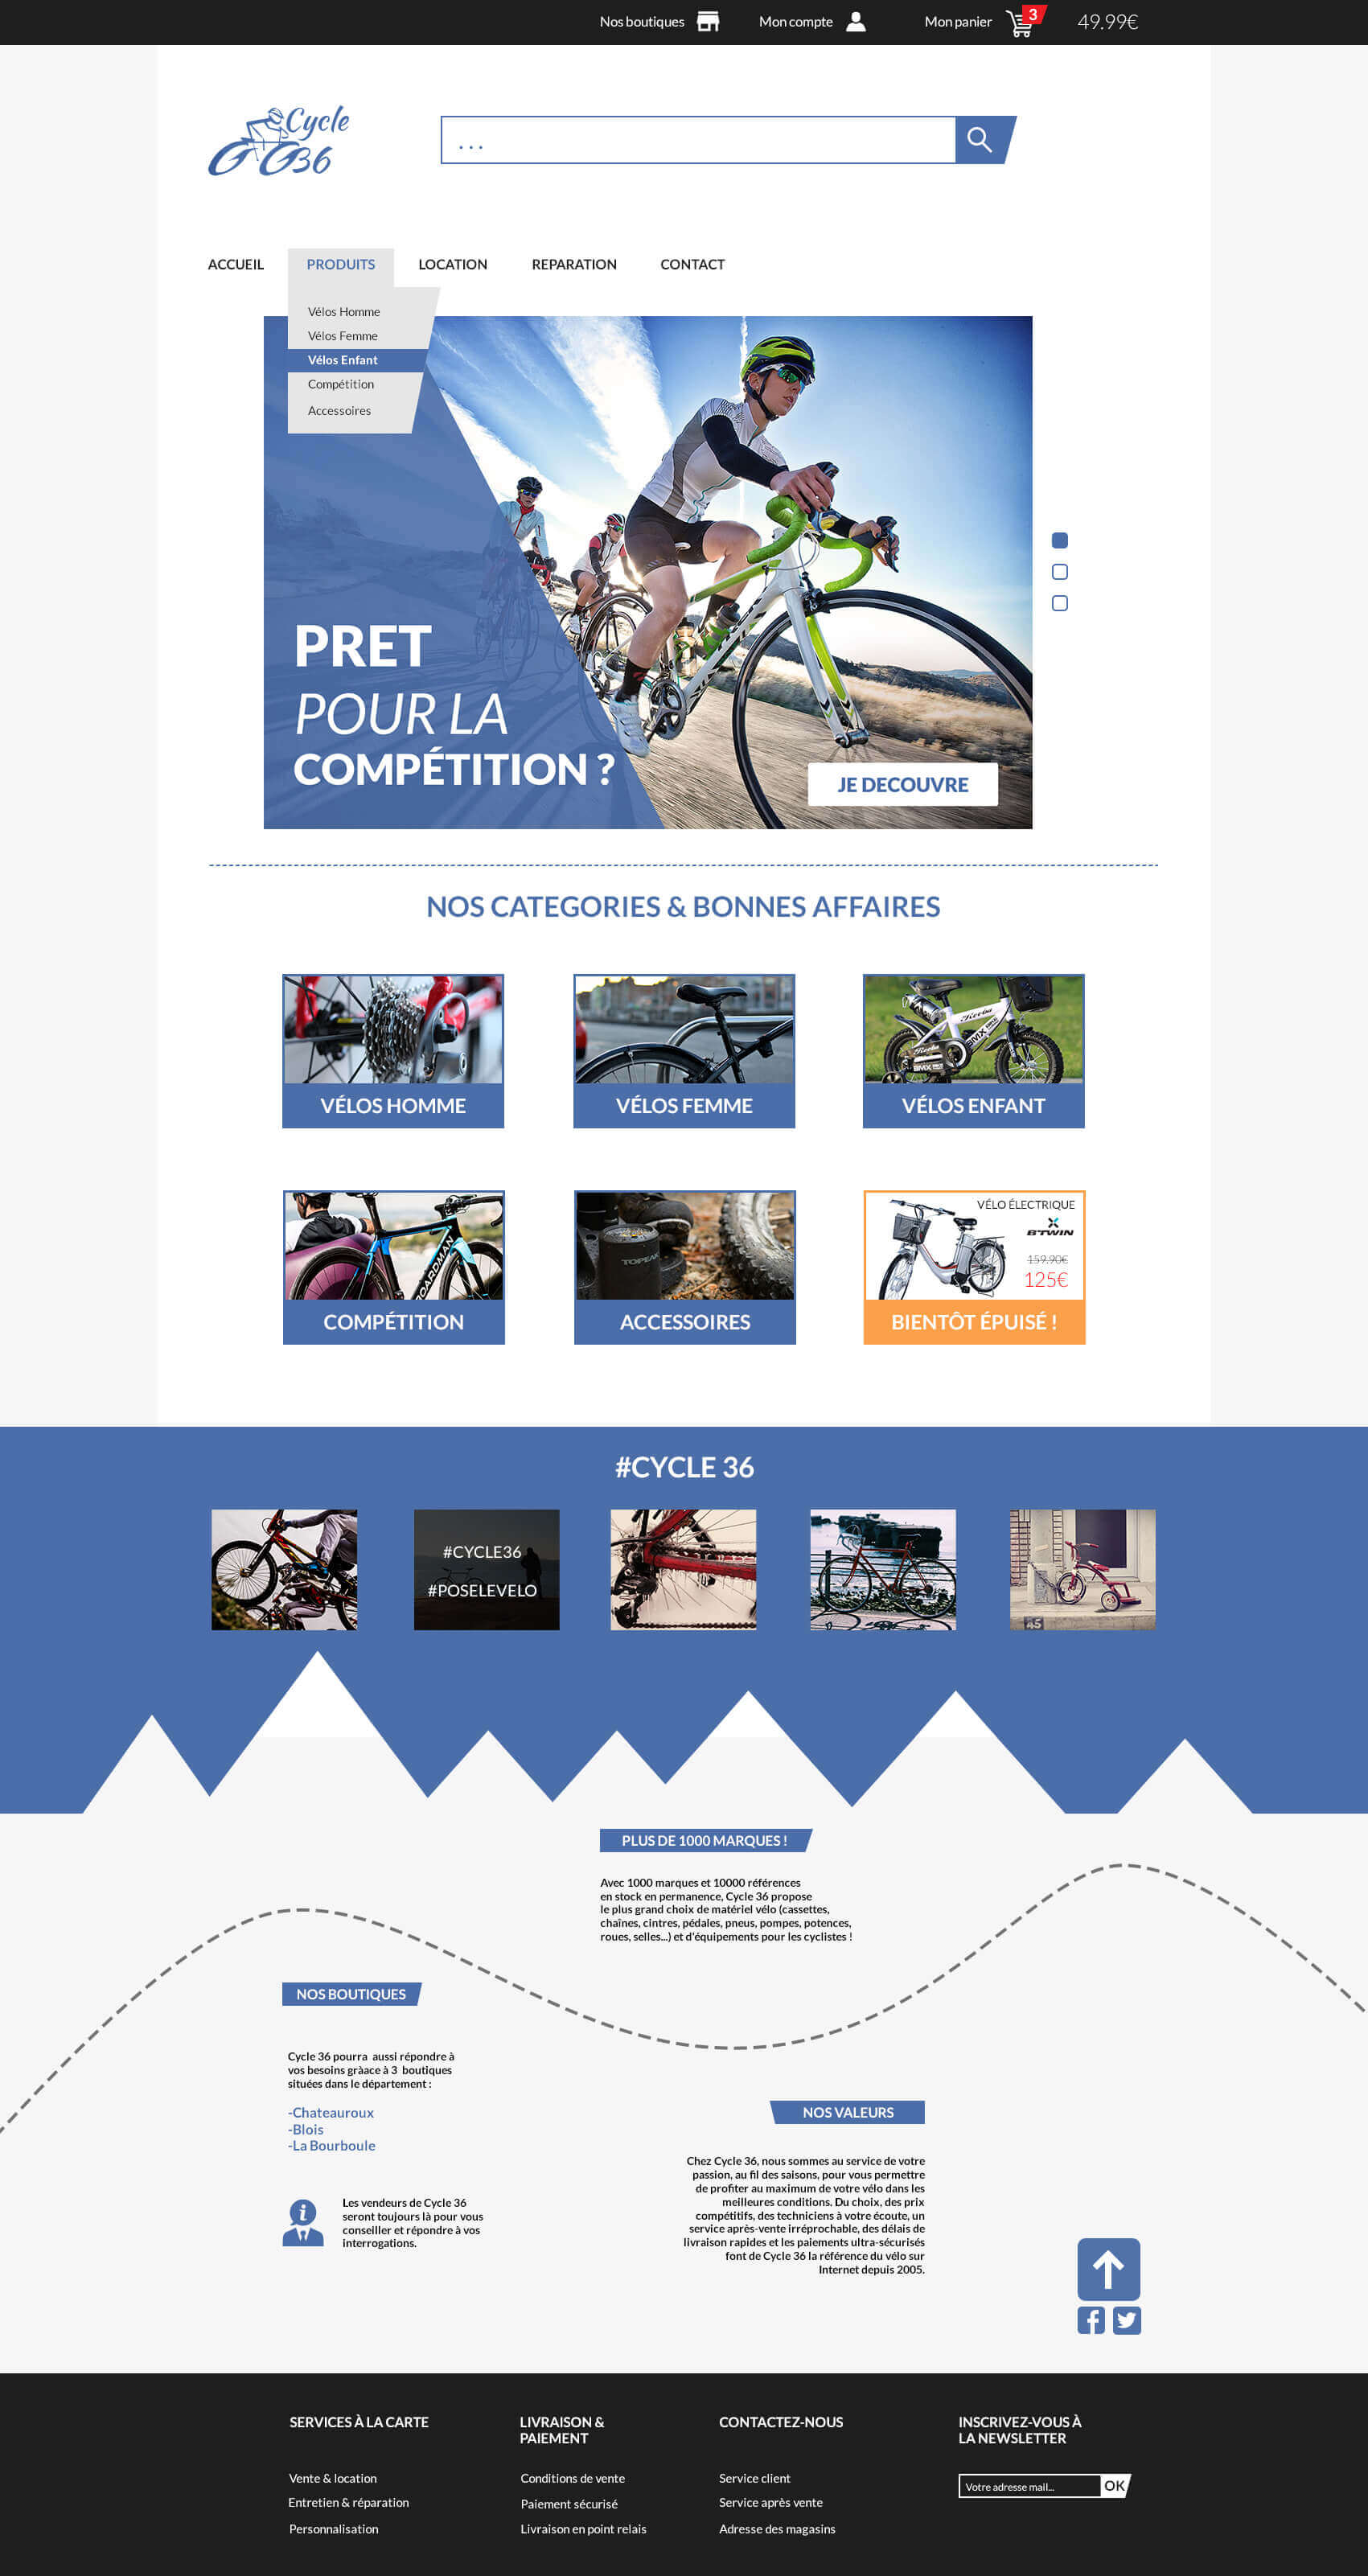 Nos boutiques
Mon compte
Mon panier
3
49.99€
Cycle
36
...
ACCUEIL
PRODUITS
LOCATION
REPARATION
CONTACT
Vélos Homme
Vélos Femme
Vélos Enfant
Compétition
Accessoires
PRET
POUR LA
COMPÉTITION ?
JE DECOUVRE
NOS CATEGORIES & BONNES AFFAIRES
BMX
BMX
VÉLOS HOMME
VÉLOS FEMME
VÉLOS ENFANT
BOARDMAN
TOPEAK
VÉLO ÉLECTRIQUE
BTWIN
159.90€
125€
COMPÉTITION
ACCESSOIRES
BIENTÔT ÉPUISÉ !
#CYCLE 36
#CYCLE36
#POSELEVELO
45
PLUS DE 1000 MARQUES !
Avec 1000 marques et 10000 références
en stock en permanence, Cycle 36 propose
le plus grand choix de matériel vélo (cassettes,
chaînes, cintres, pédales, pneus, pompes, potences,
roues, selles...) et d'équipements pour les cyclistes !
NOS BOUTIQUES
Cycle 36 pourra aussi répondre à
vos besoins gràace à 3 boutiques
situées dans le département :
-Chateauroux
-Blois
-La Bourboule
Les vendeurs de Cycle 36
seront toujours là pour vous
conseiller et répondre à vos
interrogations.
NOS VALEURS
Chez Cycle 36, nous sommes au service de votre
passion, au fil des saisons, pour vous permettre
de profiter au maximum de votre vélo dans les
meilleures conditions. Du choix, des prix
compétitifs, des techniciens à votre écoute, un
service après-vente irréprochable, des délais de
livraison rapides et les paiements ultra-sécurisés
font de Cycle 36 la référence du vélo sur
Internet depuis 2005.
SERVICES À LA CARTE
Vente & location
Entretien & réparation
Personnalisation
LIVRAISON &
PAIEMENT
Conditions de vente
Paiement sécurisé
Livraison en point relais
CONTACTEZ-NOUS
Service client
Service après vente
Adresse des magasins
INSCRIVEZ-VOUS À
LA NEWSLETTER
Votre adresse mail...
OK